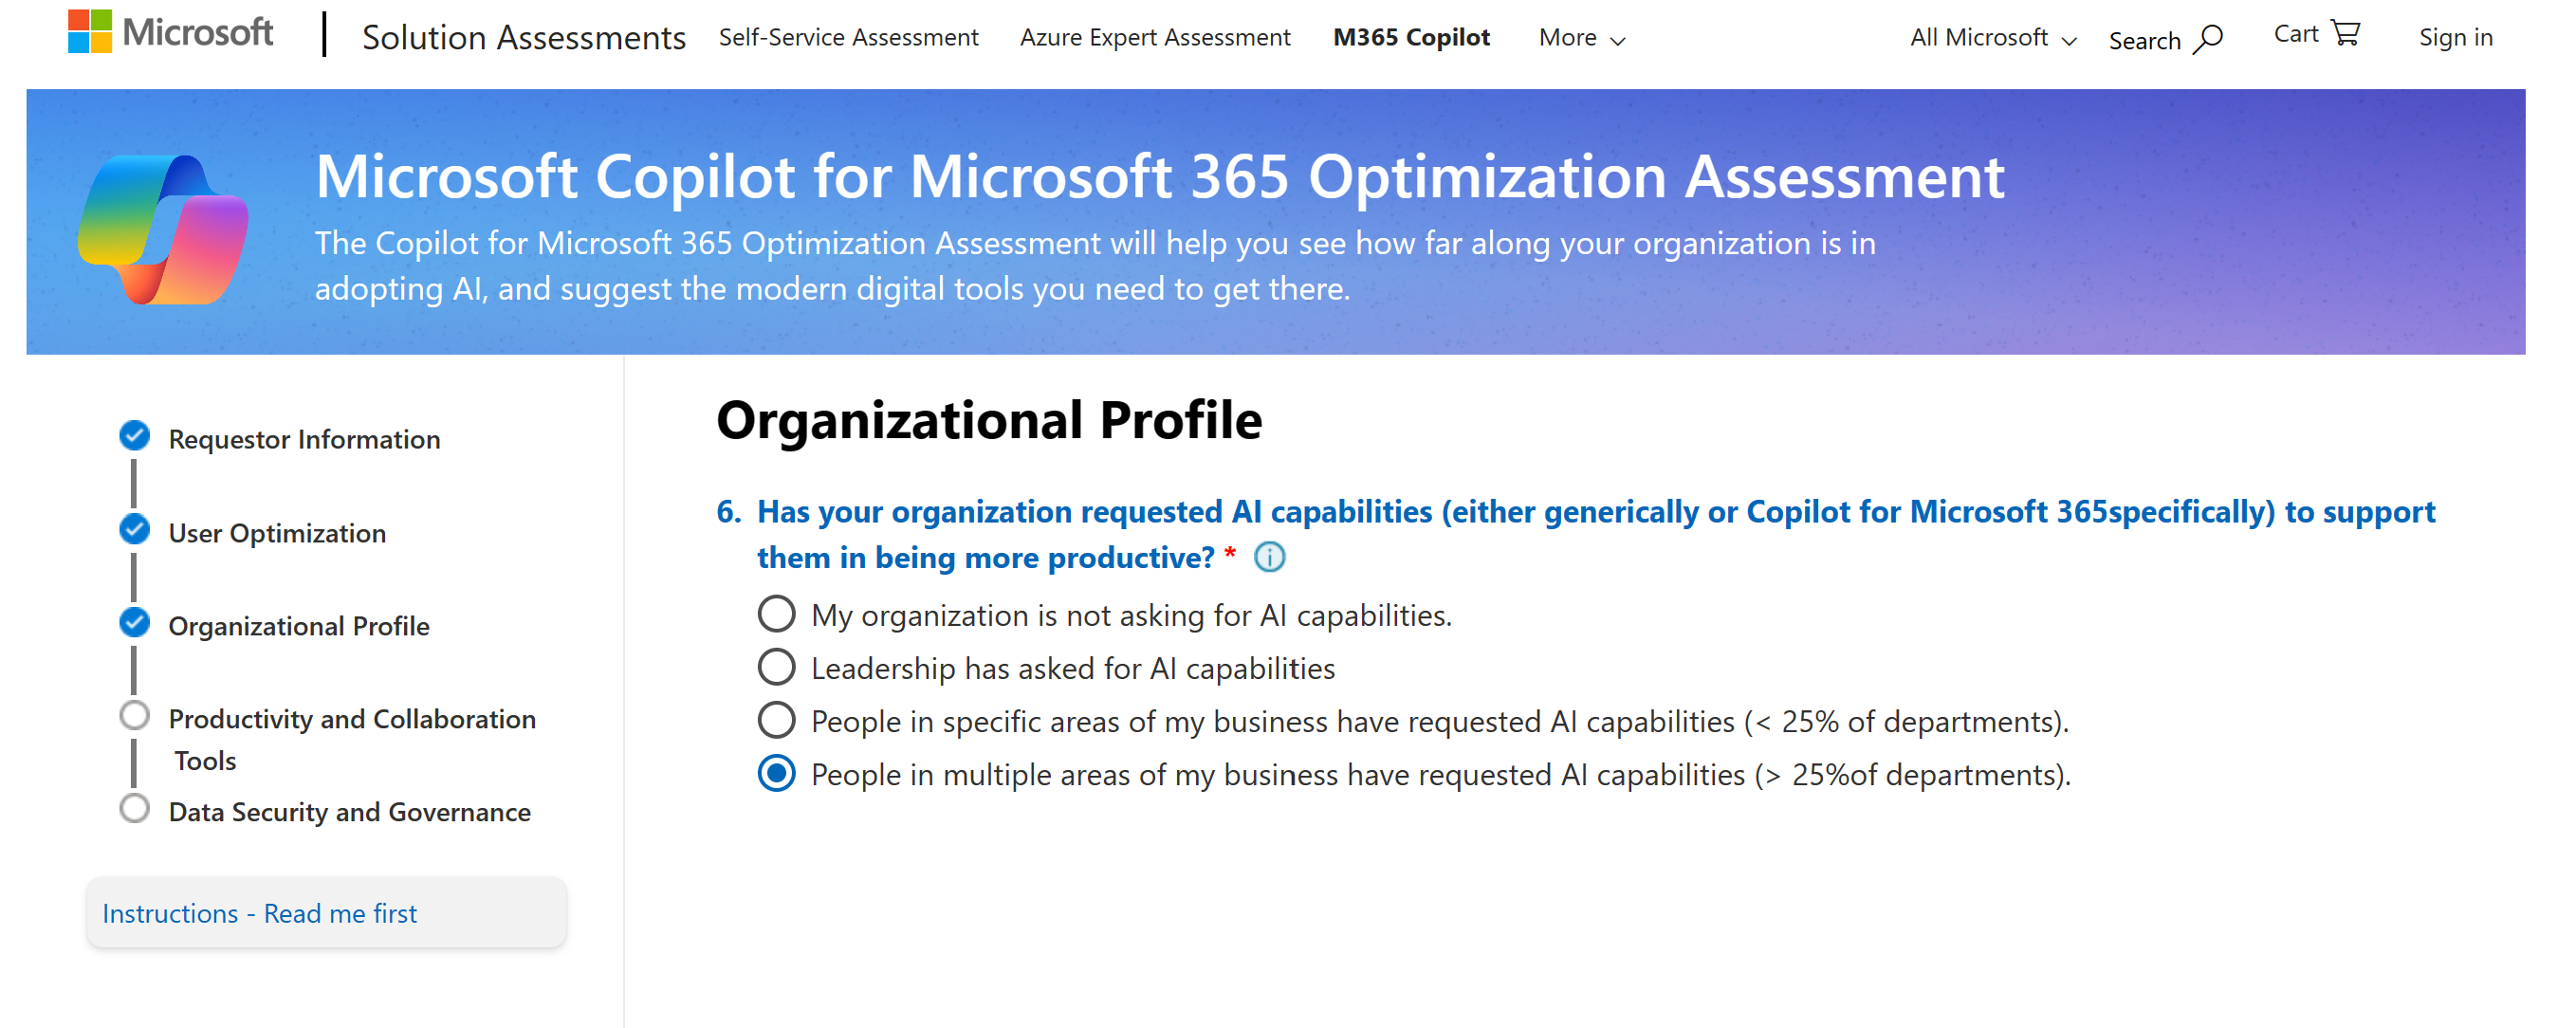 Microsoft
Solution Assessments
Self-Service Assessment
Azure Expert Assessment
M365 Copilot
More
All Microsoft
Search
Cart
Sign in
Microsoft Copilot for Microsoft 365 Optimization Assessment
The Copilot for Microsoft 365 Optimization Assessment will help you see how far along your organization is in
adopting AI, and suggest the modern digital tools you need to get there.
Requestor Information
User Optimization
Organizational Profile
Productivity and Collaboration
Tools
Data Security and Governance
Instructions - Read me first
Organizational Profile
6. Has your organization requested AI capabilities (either generically or Copilot for Microsoft 365specifically) to support
them in being more productive? *
My organization is not asking for AI capabilities.
Leadership has asked for AI capabilities
People in specific areas of my business have requested AI capabilities (< 25% of departments).
People in multiple areas of my business have requested AI capabilities (> 25%of departments).